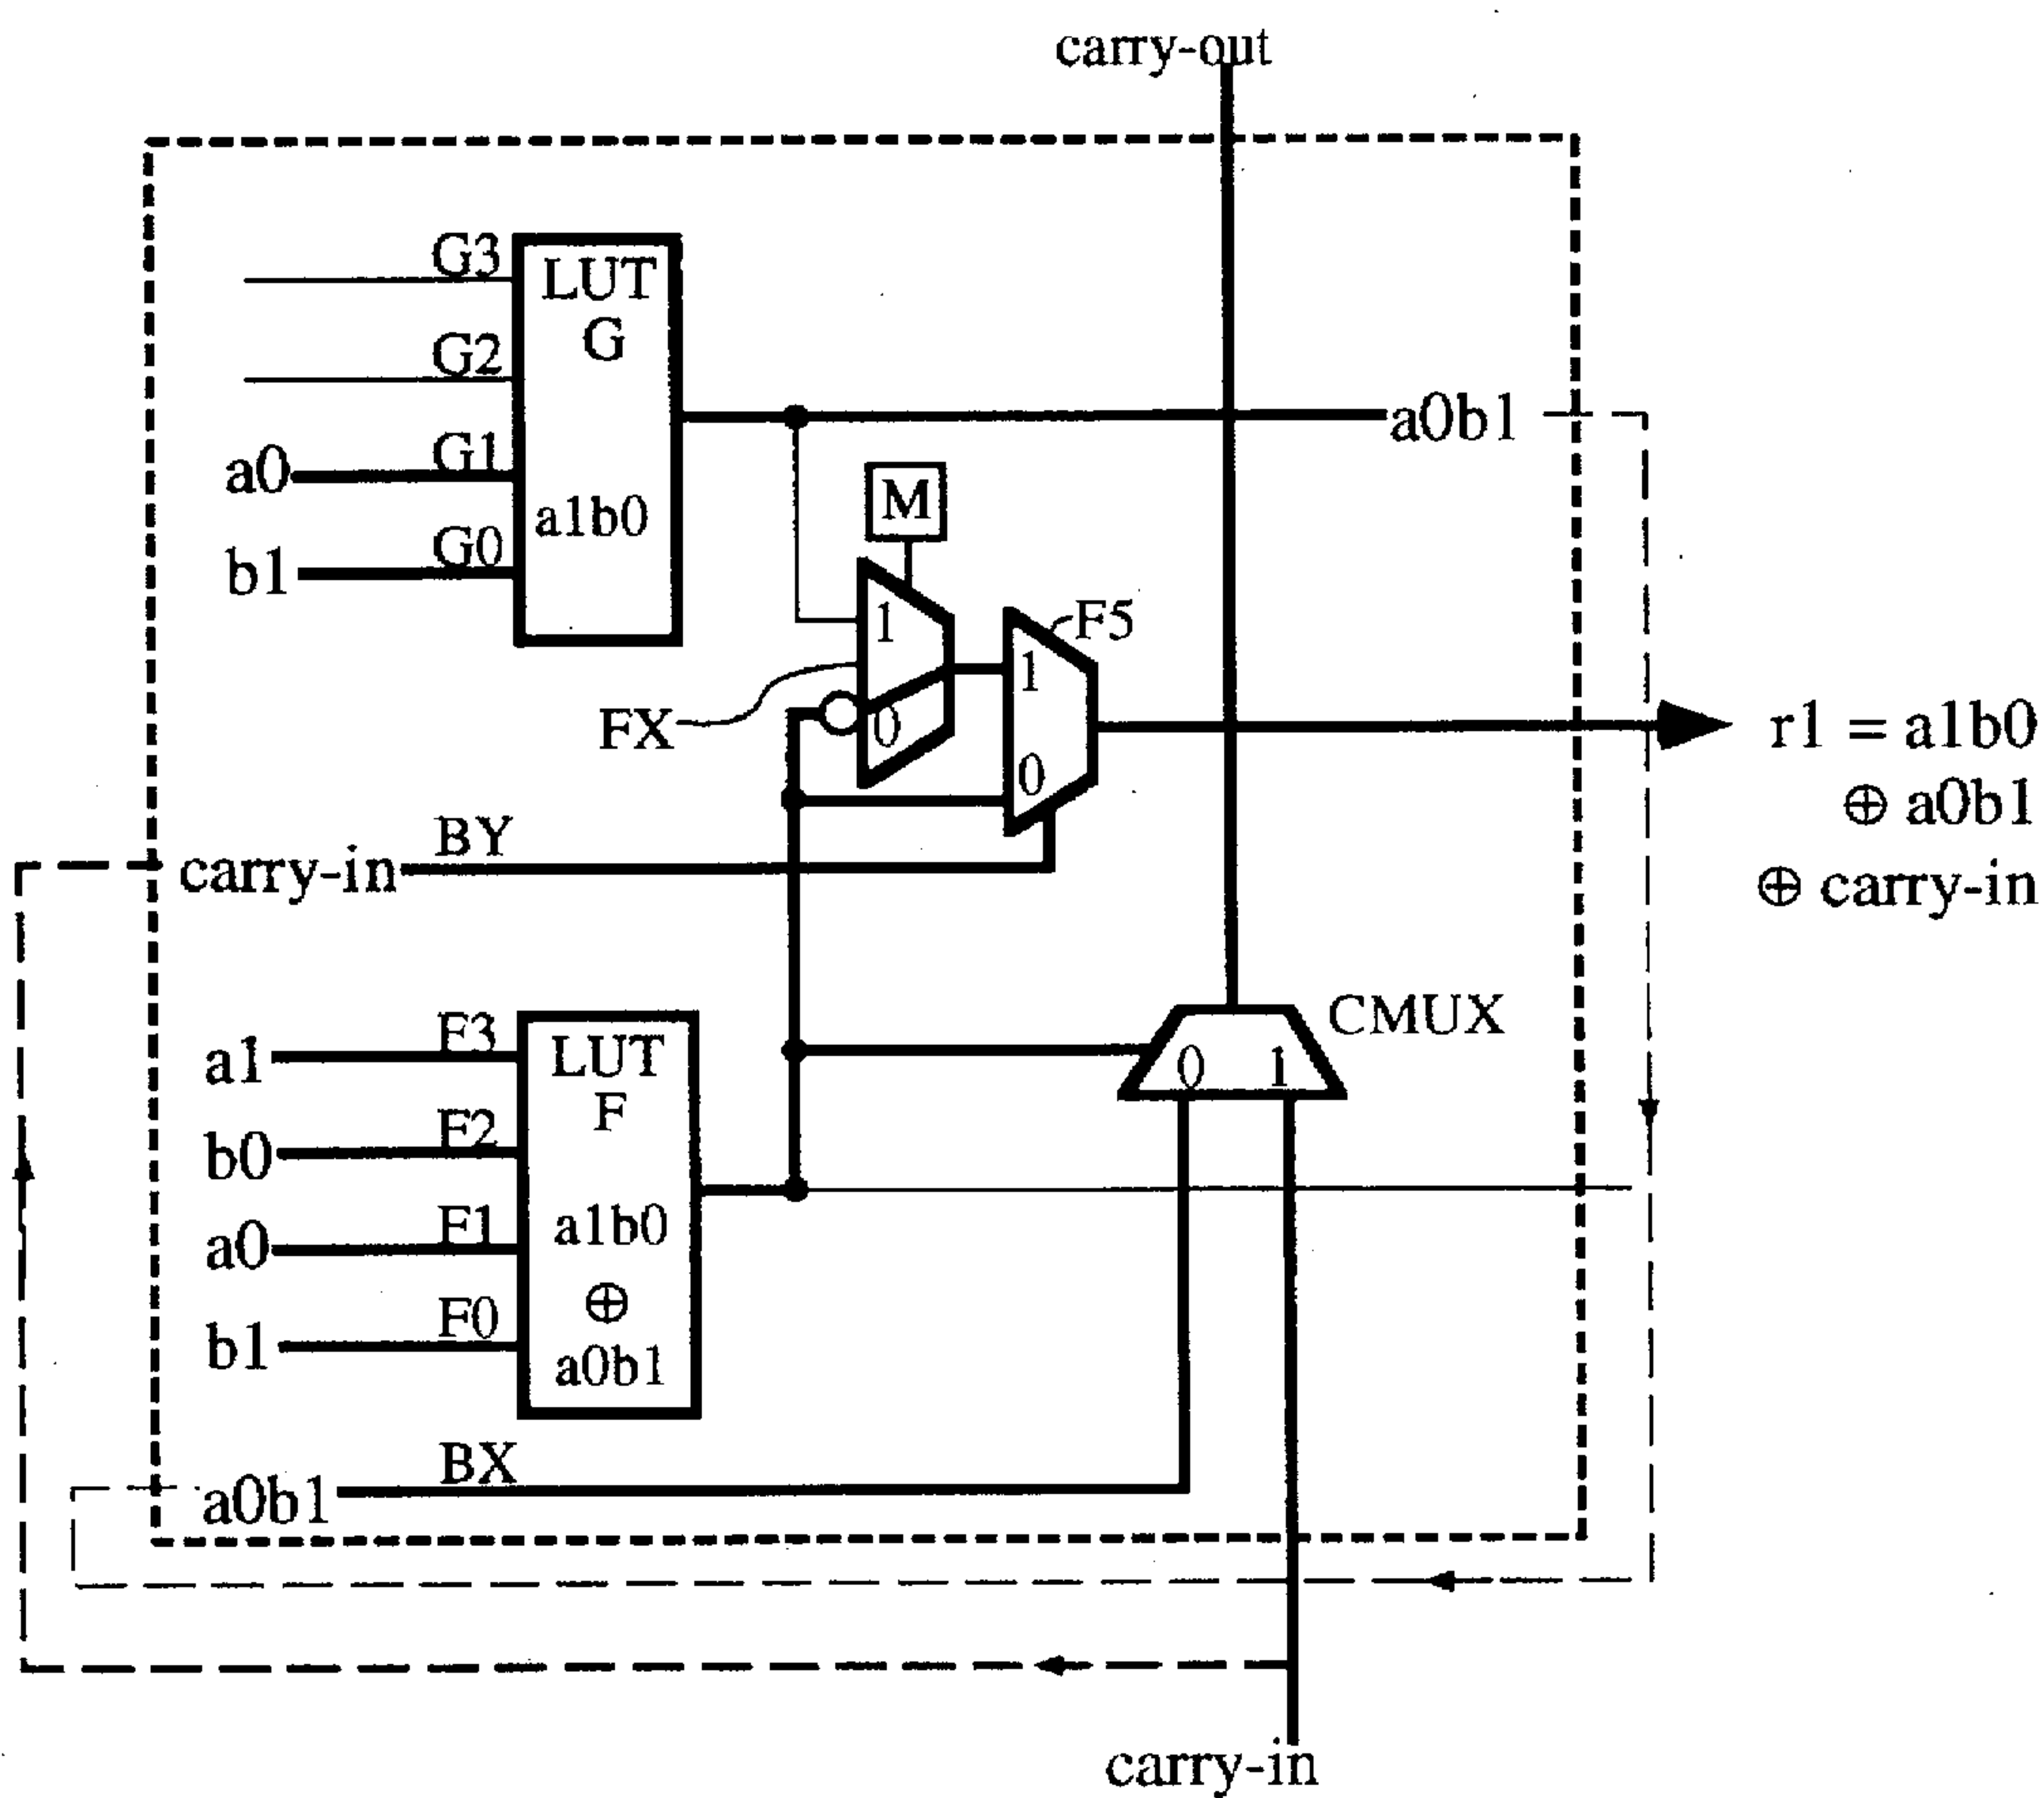 carry-out
G3
LUT
G
G2
a0b1
a0
G1
M
a1b0
b1
G0
1
F5
1
FX
0
r1 = a1b0
⊕ a0b1
⊕ carry-in
0
BY
carry-in
CMUX
0
1
a1
F3
LUT
F
b0
F2
a0
F1
a1b0
⊕
a0b1
b1
F0
BX
a0b1
carry-in